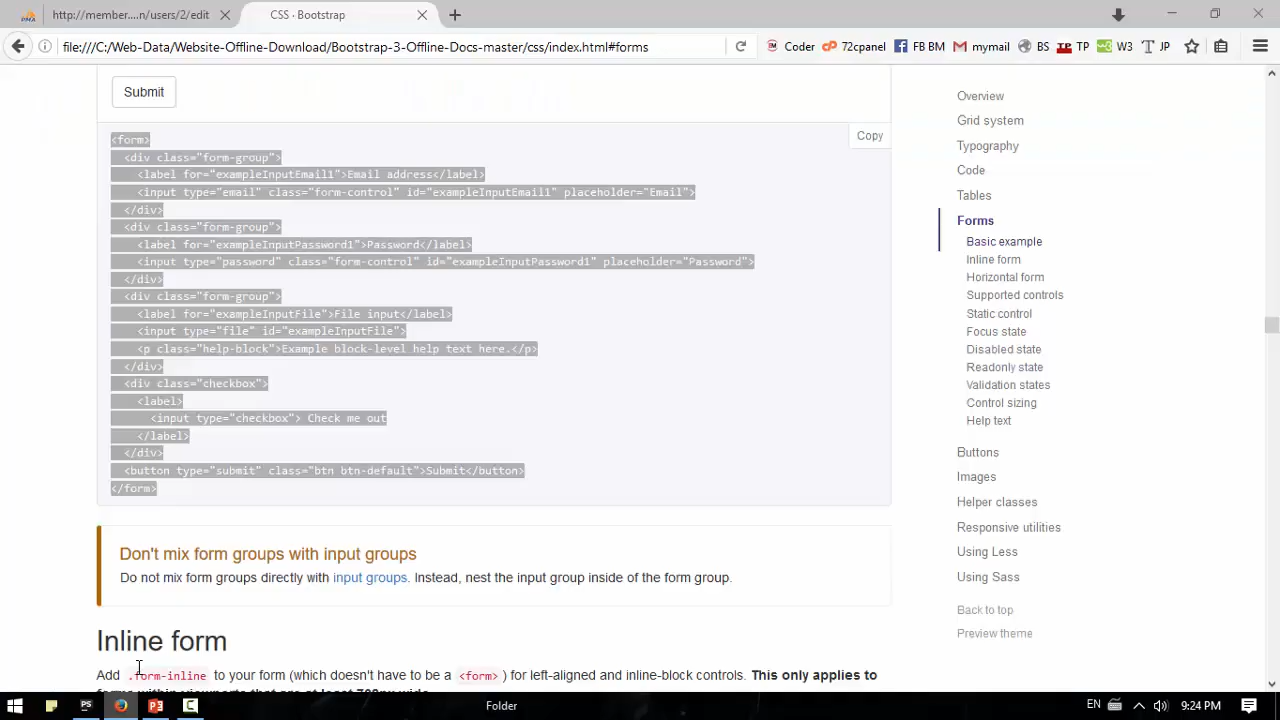 http://member....n/users/2/edit
CSS · Bootstrap
file:///C:/Web-Data/Website-Offline-Download/Bootstrap-3-Offline-Docs-master/css/index.html#forms
Coder
72cpanel
FB BM
mymail
BS
TP
W3
JP
Submit
Copy
<form>
<div class="form-group">
<label for="exampleInputEmail1">Email address</label>
<input type="email" class="form-control" id="exampleInputEmail1" placeholder="Email">
</div>
<div class="form-group">
<label for="exampleInputPassword1">Password</label>
<input type="password" class="form-control" id="exampleInputPassword1" placeholder="Password">
</div>
<div class="form-group">
<label for="exampleInputFile">File input</label>
<input type="file" id="exampleInputFile">
<p class="help-block">Example block-level help text here.</p>
</div>
<div class="checkbox">
<label>
<input type="checkbox"> Check me out
</label>
</div>
<button type="submit" class="btn btn-default">Submit</button>
</form>
Don't mix form groups with input groups
Do not mix form groups directly with input groups. Instead, nest the input group inside of the form group.
Inline form
Add .form-inline to your form (which doesn't have to be a <form> ) for left-aligned and inline-block controls. This only applies to
forms within viewports that are at least 768px wide.
Overview
Grid system
Typography
Code
Tables
Forms
Basic example
Inline form
Horizontal form
Supported controls
Static control
Focus state
Disabled state
Readonly state
Validation states
Control sizing
Help text
Buttons
Images
Helper classes
Responsive utilities
Using Less
Using Sass
Back to top
Preview theme
Folder
EN
9:24 PM